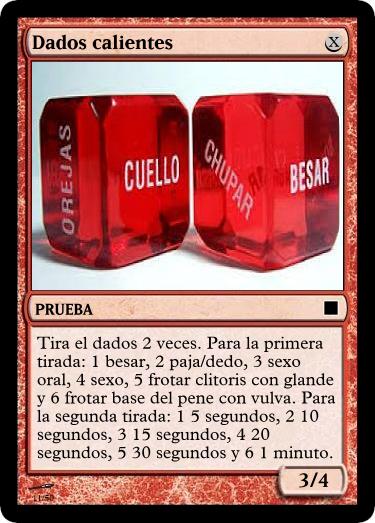 Dados calientes X
OREJAS CUELLO CHUPAR BESAR
PRUEBA
Tira el dados 2 veces. Para la primera
tirada: 1 besar, 2 paja/dedo, 3 sexo
oral, 4 sexo, 5 frotar clitoris con glande
y 6 frotar base del pene con vulva. Para
la segunda tirada: 1 5 segundos, 2 10
segundos, 3 15 segundos, 4 20
segundos, 5 30 segundos y 6 1 minuto.
3/4